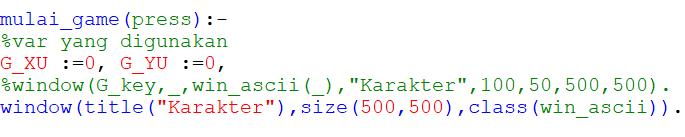 mulai_game(press):-
%var yang digunakan
G_XU :=0, G_YU :=0,
%window(G_key,_,win_ascii(_),"Karakter",100,50,500,500).
window(title("Karakter"),size(500,500),class(win_ascii)).